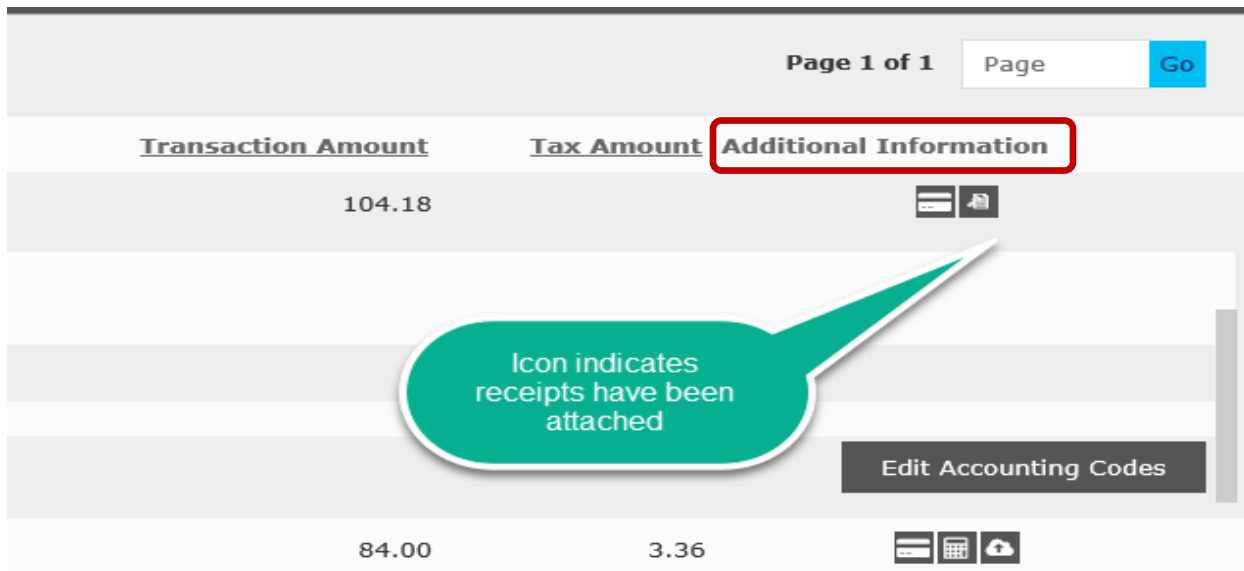 Page 1 of 1 Page Go
Transaction Amount Tax Amount Additional Information
104.18
Icon indicates
receipts have been
attached
Edit Accounting Codes
84.00 3.36